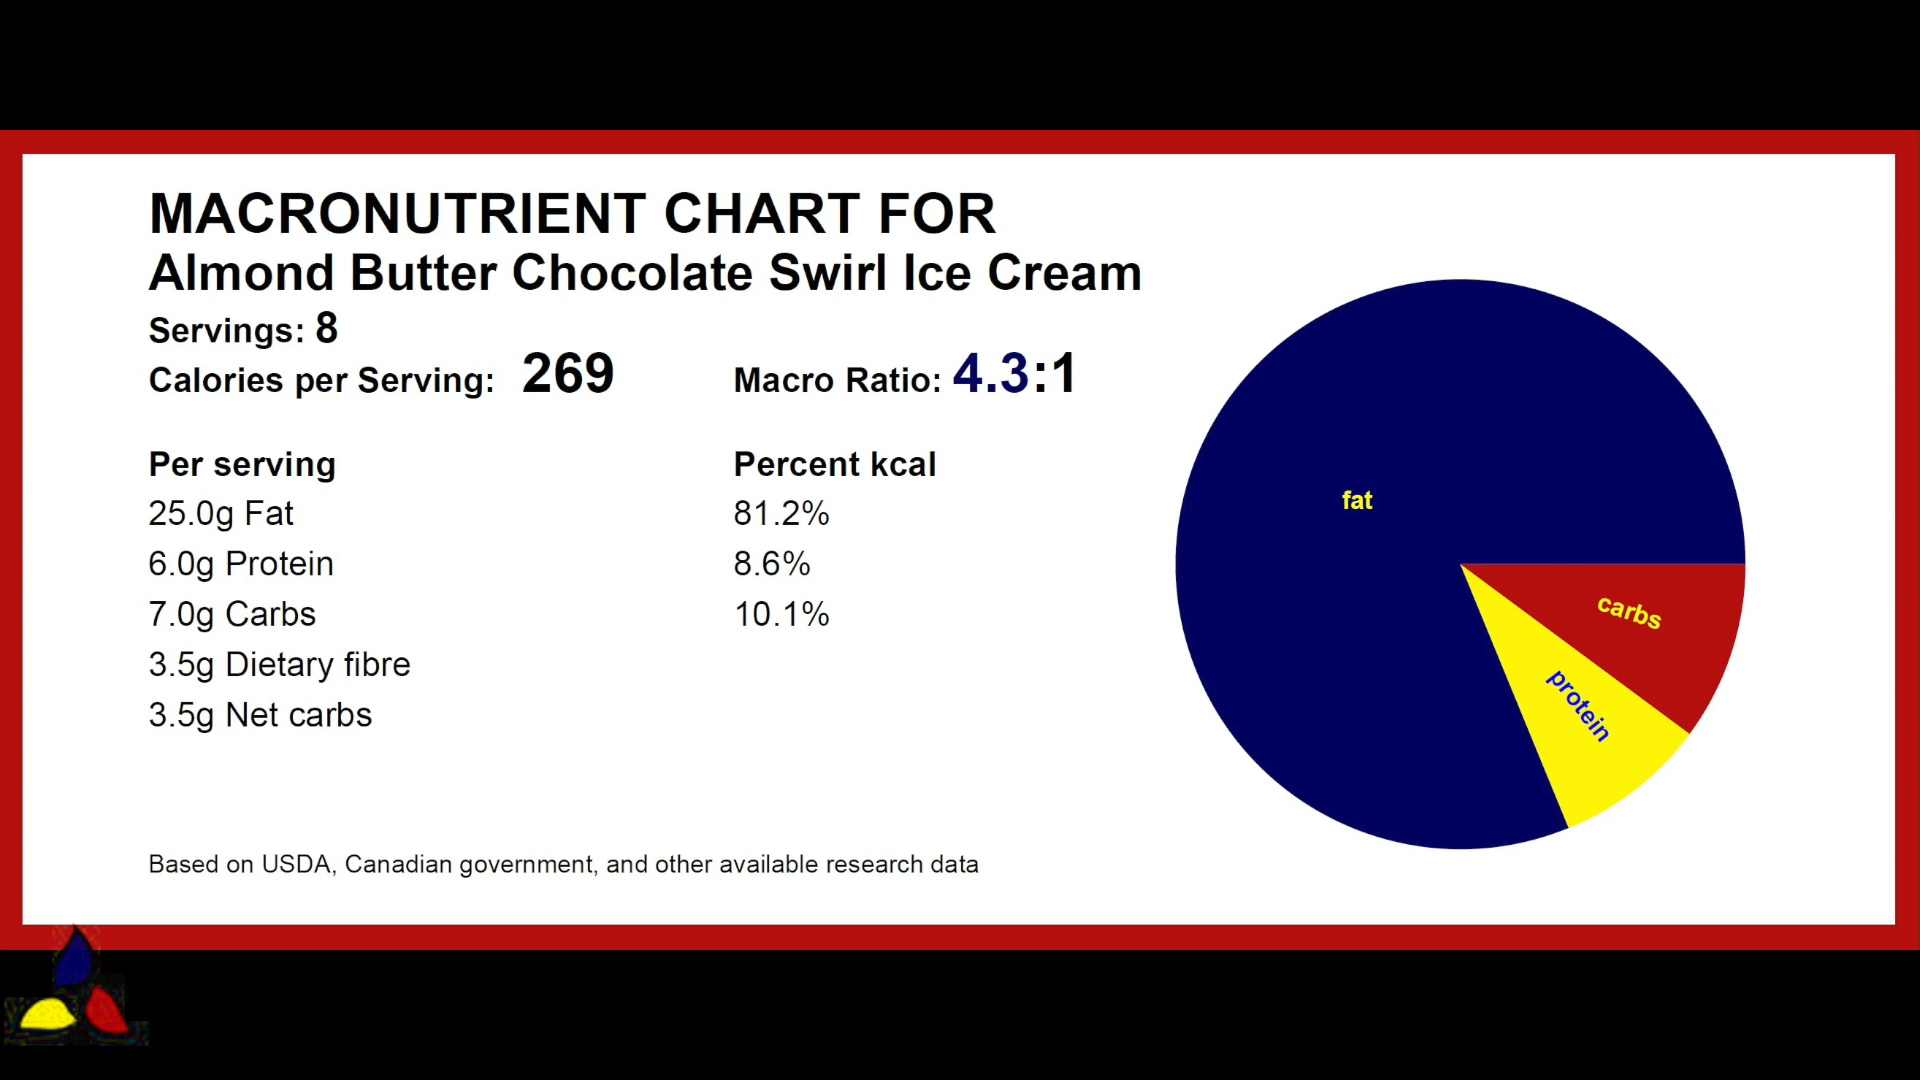 MACRONUTRIENT CHART FOR
Almond Butter Chocolate Swirl Ice Cream
Servings: 8
Calories per Serving: 269 Macro Ratio: 4.3:1
Per serving Percent kcal
25.0g Fat 81.2%
6.0g Protein 8.6%
7.0g Carbs 10.1%
3.5g Dietary fibre
3.5g Net carbs
fat
carbs
protein
Based on USDA, Canadian government, and other available research data